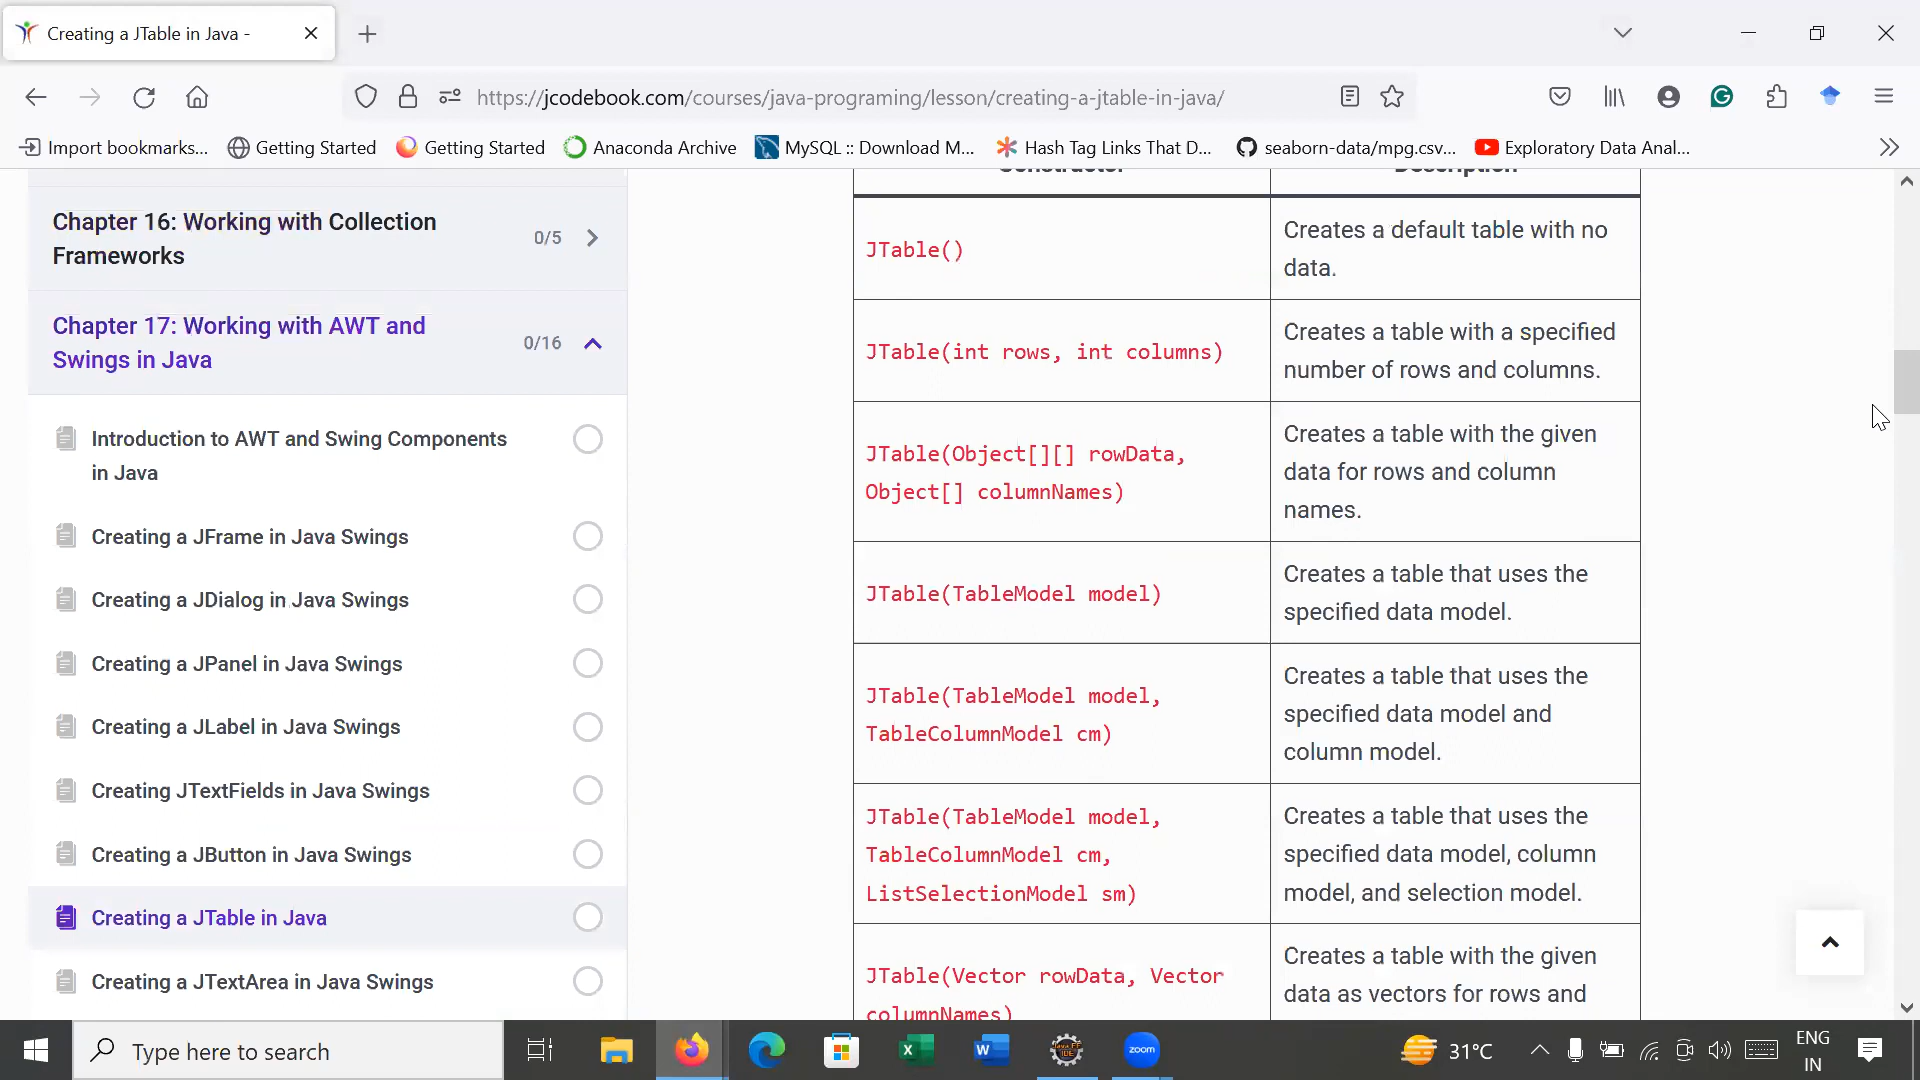 Creating a JTable in Java -
https://jcodebook.com/courses/java-programing/lesson/creating-a-jtable-in-java/
Import bookmarks...
Getting Started
Getting Started
Anaconda Archive
MySQL :: Download M...
Hash Tag Links That D...
seaborn-data/mpg.csv...
Exploratory Data Anal...
Chapter 16: Working with Collection
Frameworks
0/5
Chapter 17: Working with AWT and
Swings in Java
0/16
Introduction to AWT and Swing Components
in Java
Creating a JFrame in Java Swings
Creating a JDialog in Java Swings
Creating a JPanel in Java Swings
Creating a JLabel in Java Swings
Creating JTextFields in Java Swings
Creating a JButton in Java Swings
Creating a JTable in Java
Creating a JTextArea in Java Swings
Constructor
Description
JTable()
Creates a default table with no
data.
JTable(int rows, int columns)
Creates a table with a specified
number of rows and columns.
JTable(Object[][] rowData,
Object[] columnNames)
Creates a table with the given
data for rows and column
names.
JTable(TableModel model)
Creates a table that uses the
specified data model.
JTable(TableModel model,
TableColumnModel cm)
Creates a table that uses the
specified data model and
column model.
JTable(TableModel model,
TableColumnModel cm,
ListSelectionModel sm)
Creates a table that uses the
specified data model, column
model, and selection model.
JTable(Vector rowData, Vector
columnNames)
Creates a table with the given
data as vectors for rows and
Type here to search
Java EE
IDE
zoom
31°C
ENG
IN